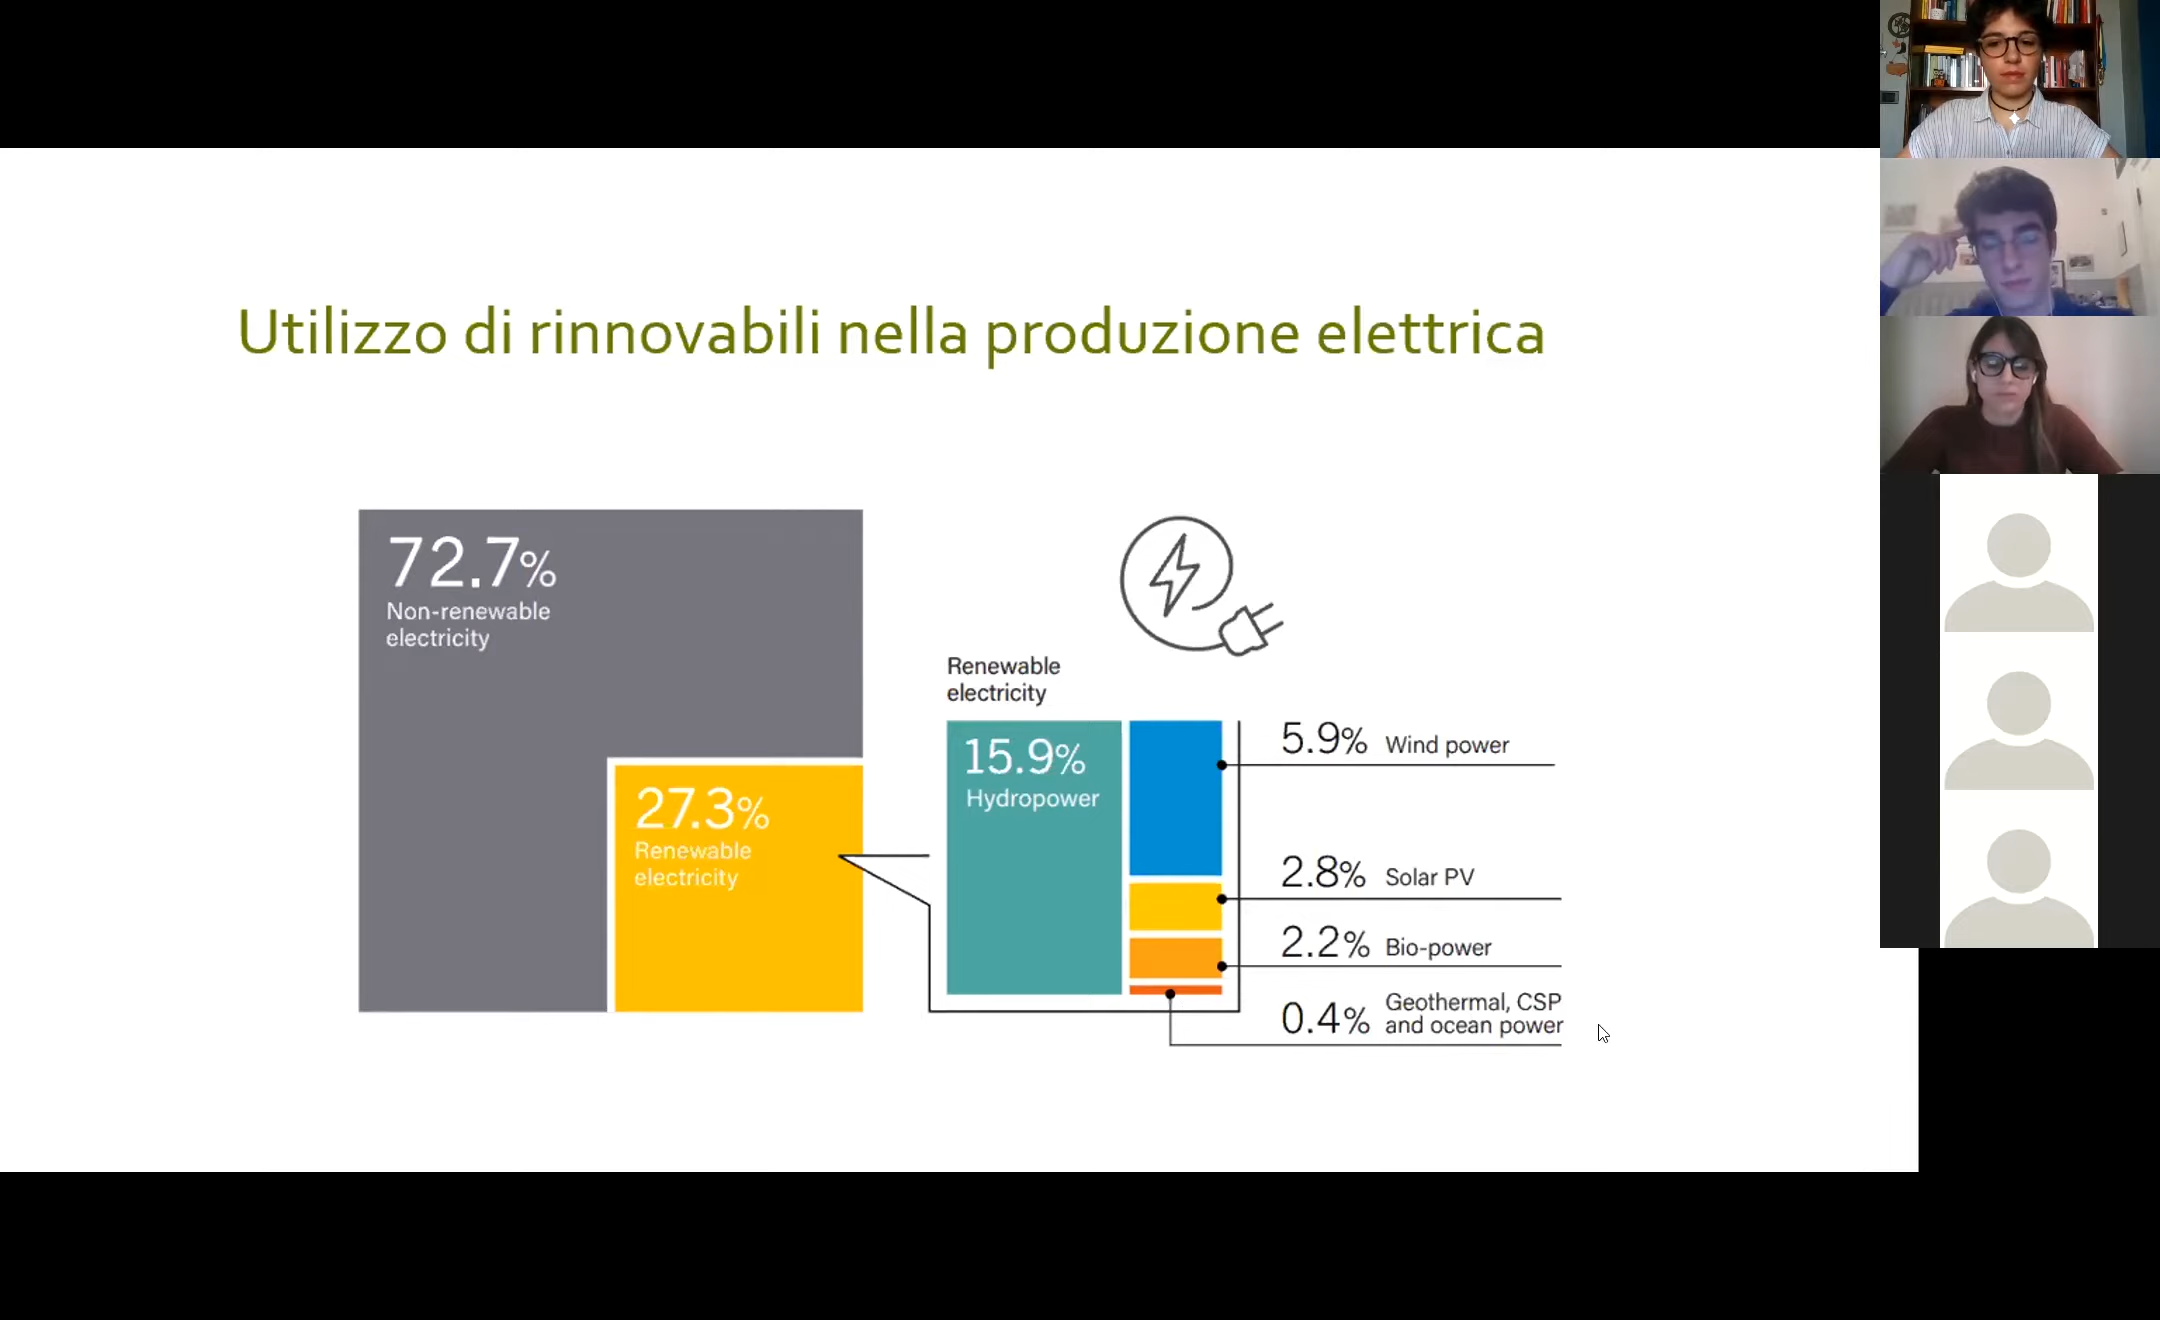 Utilizzo di rinnovabili nella produzione elettrica
72.7%
Non-renewable
electricity
27.3%
Renewable
electricity
Renewable
electricity
15.9%
Hydropower
5.9% Wind power
2.8% Solar PV
2.2% Bio-power
0.4% Geothermal, CSP
and ocean power